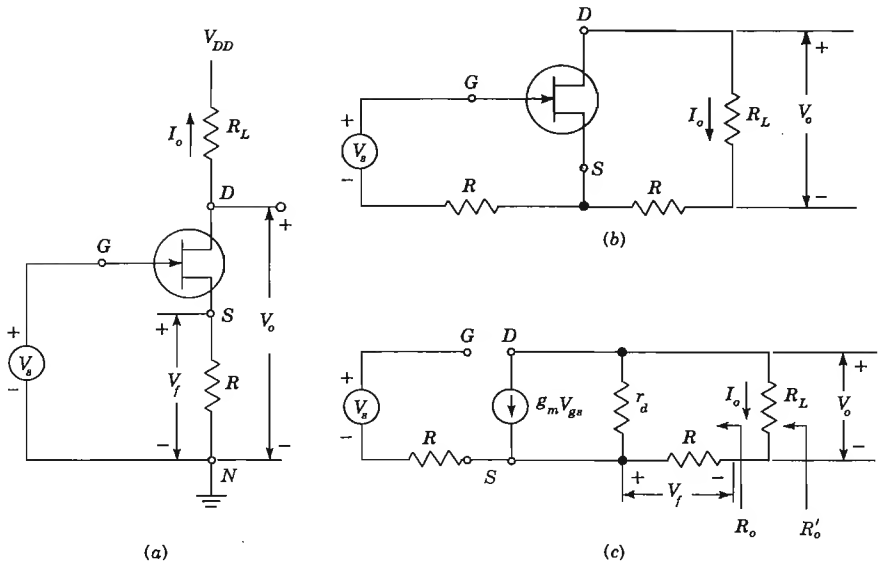 V_DD
I_o
R_L
D
+
G
S
+
+
V_s
−
V_f
R
V_o
−
−
N
(a)
D
+
G
I_o
R_L
V_o
+
V_s
−
S
R
R
−
(b)
G
D
+
+
V_s
−
g_m V_gs
r_d
I_o
R_L
V_o
R
R
−
S
+
V_f
−
R_o
R'_o
(c)